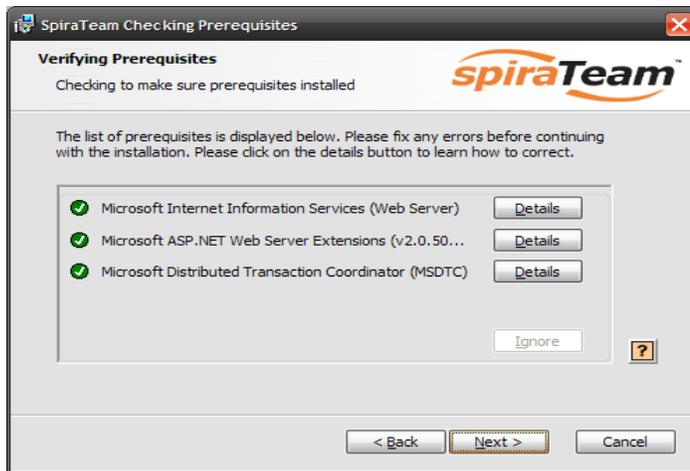 SpiraTeam Checking Prerequisites
Verifying Prerequisites
Checking to make sure prerequisites installed
spiraTeam™
The list of prerequisites is displayed below. Please fix any errors before continuing
with the installation. Please click on the details button to learn how to correct.
Microsoft Internet Information Services (Web Server)
Details
Microsoft ASP.NET Web Server Extensions (v2.0.50...
Details
Microsoft Distributed Transaction Coordinator (MSDTC)
Details
Ignore
?
< Back
Next >
Cancel